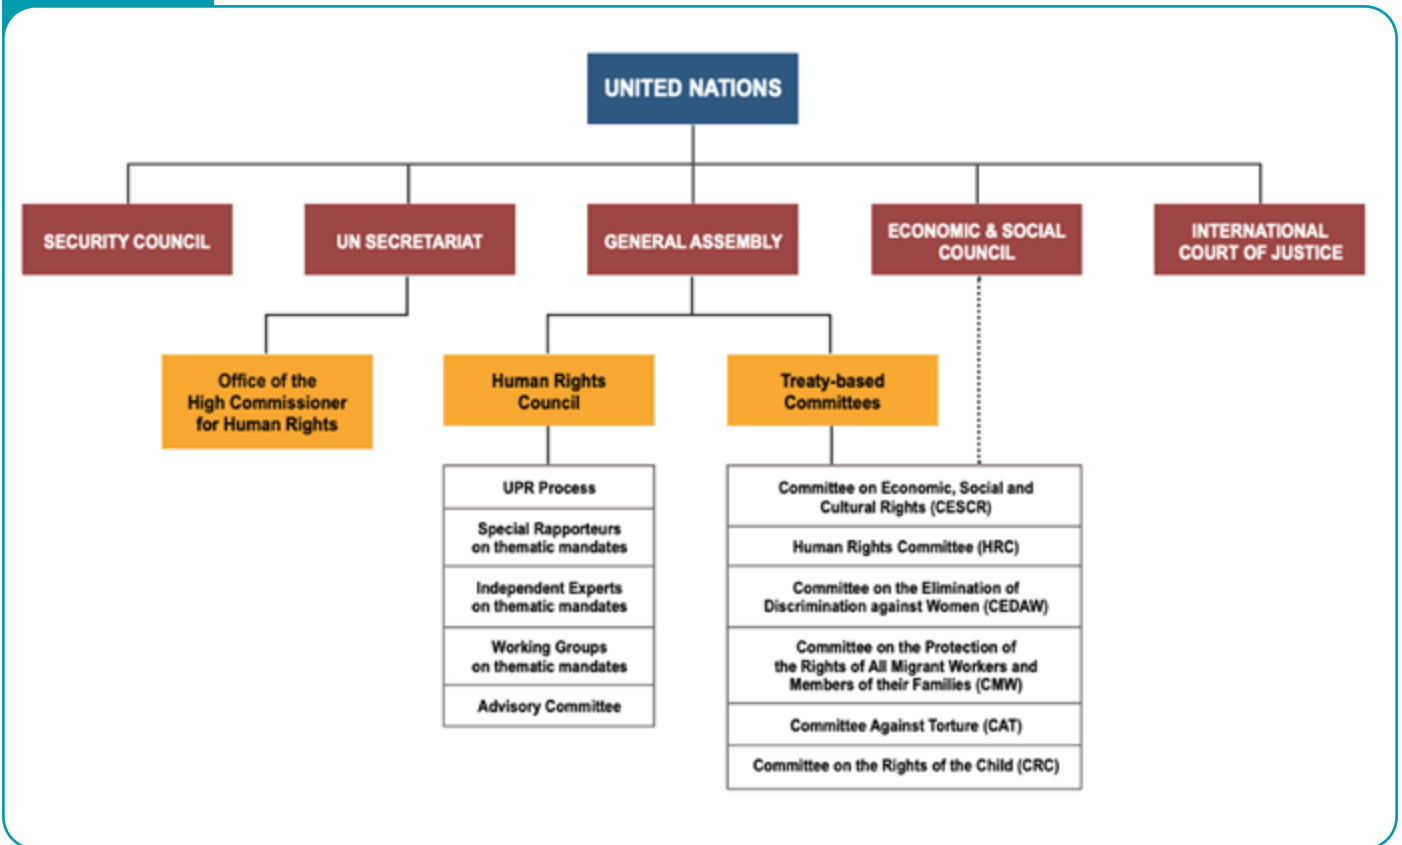 UNITED NATIONS
SECURITY COUNCIL
UN SECRETARIAT
GENERAL ASSEMBLY
ECONOMIC & SOCIAL
COUNCIL
INTERNATIONAL
COURT OF JUSTICE
Office of the
High Commissioner
for Human Rights
Human Rights
Council
Treaty-based
Committees
UPR Process
Special Rapporteurs
on thematic mandates
Independent Experts
on thematic mandates
Working Groups
on thematic mandates
Advisory Committee
Committee on Economic, Social and
Cultural Rights (CESCR)
Human Rights Committee (HRC)
Committee on the Elimination of
Discrimination against Women (CEDAW)
Committee on the Protection of
the Rights of All Migrant Workers and
Members of their Families (CMW)
Committee Against Torture (CAT)
Committee on the Rights of the Child (CRC)